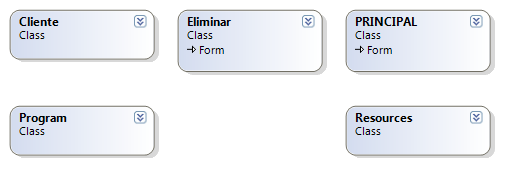 Cliente
Class
Eliminar
Class
Form
PRINCIPAL
Class
Form
Program
Class
Resources
Class